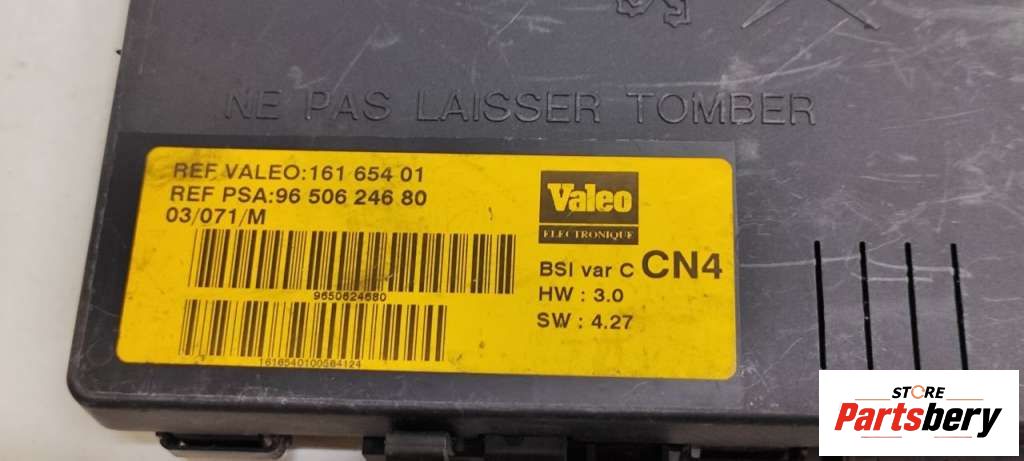 NE PAS LAISSER TOMBER
REF VALEO:161 654 01
REF PSA:96 506 246 80
03/071/M
9650624680
1616540100564124
Valeo
ELECTRONIQUE
BSI var C CN4
HW : 3.0
SW : 4.27
STORE
Partsbery